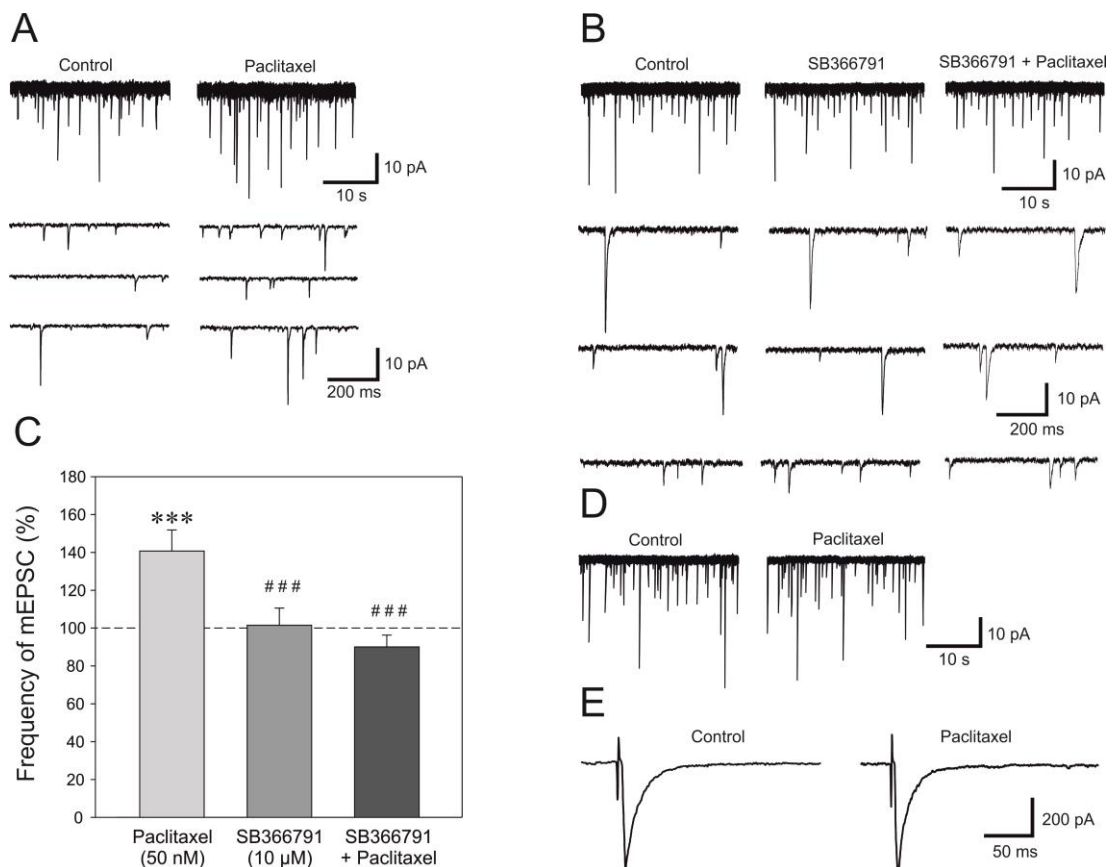 A
Control
Paclitaxel
10 pA
10 s
10 pA
200 ms
B
Control
SB366791
SB366791 + Paclitaxel
10 pA
10 s
10 pA
200 ms
C
Frequency of mEPSC (%)
180
160
140
120
100
80
60
40
20
0
***
###
###
Paclitaxel
(50 nM)
SB366791
(10 µM)
SB366791
+ Paclitaxel
D
Control
Paclitaxel
10 pA
10 s
E
Control
Paclitaxel
200 pA
50 ms